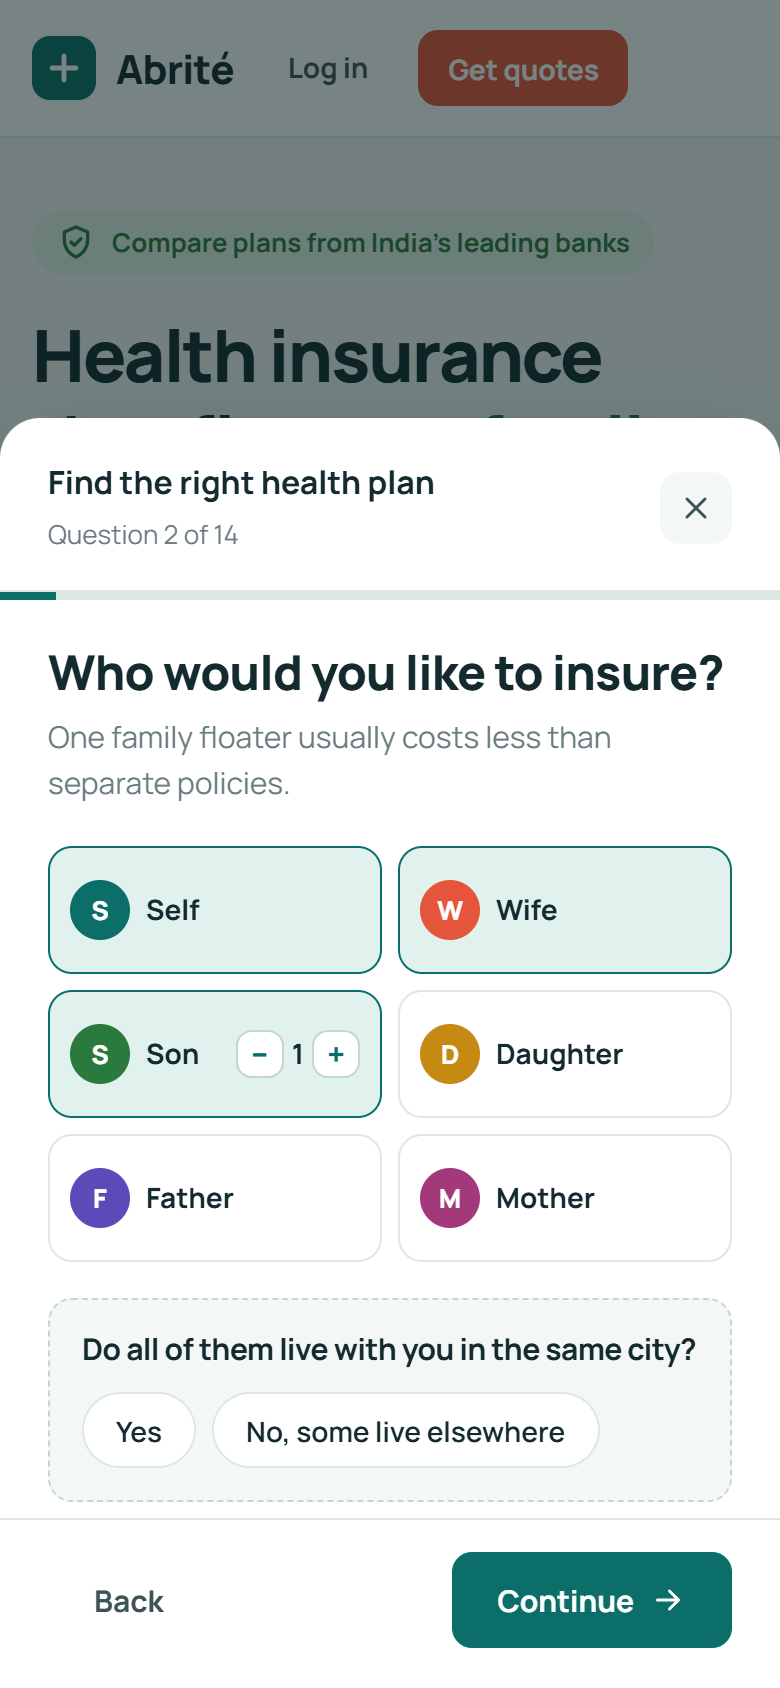 Abrité
Log in
Get quotes
Compare plans from India's leading banks
Health insurance
Find the right health plan
Question 2 of 14
Who would you like to insure?
One family floater usually costs less than
separate policies.
S Self
W Wife
S Son − 1 +
D Daughter
F Father
M Mother
Do all of them live with you in the same city?
Yes
No, some live elsewhere
Back
Continue →